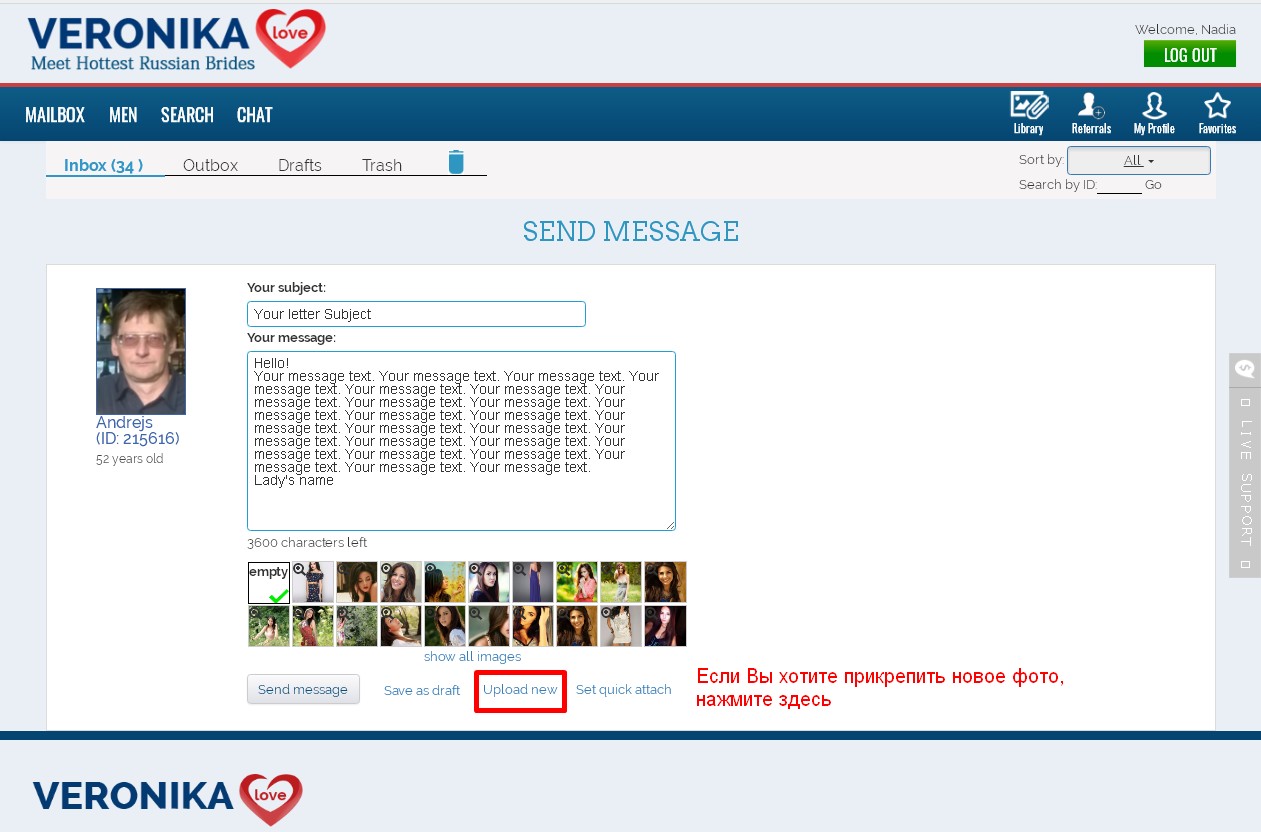 VERONIKA love
Meet Hottest Russian Brides
Welcome, Nadia
LOG OUT
MAILBOX MEN SEARCH CHAT
Library Referrals My Profile Favorites
Inbox (34 ) Outbox Drafts Trash
Sort by: All
Search by ID: Go
SEND MESSAGE
Your subject:
Your letter Subject
Your message:
Hello!
Your message text. Your message text. Your message text. Your
message text. Your message text. Your message text. Your
message text. Your message text. Your message text. Your
message text. Your message text. Your message text. Your
message text. Your message text. Your message text. Your
message text. Your message text. Your message text. Your
message text. Your message text. Your message text. Your
message text. Your message text. Your message text.
Lady's name
Andrejs
(ID: 215616)
52 years old
3600 characters left
empty
show all images
Send message Save as draft Upload new Set quick attach
Если Вы хотите прикрепить новое фото,
нажмите здесь
LIVE SUPPORT
VERONIKA love